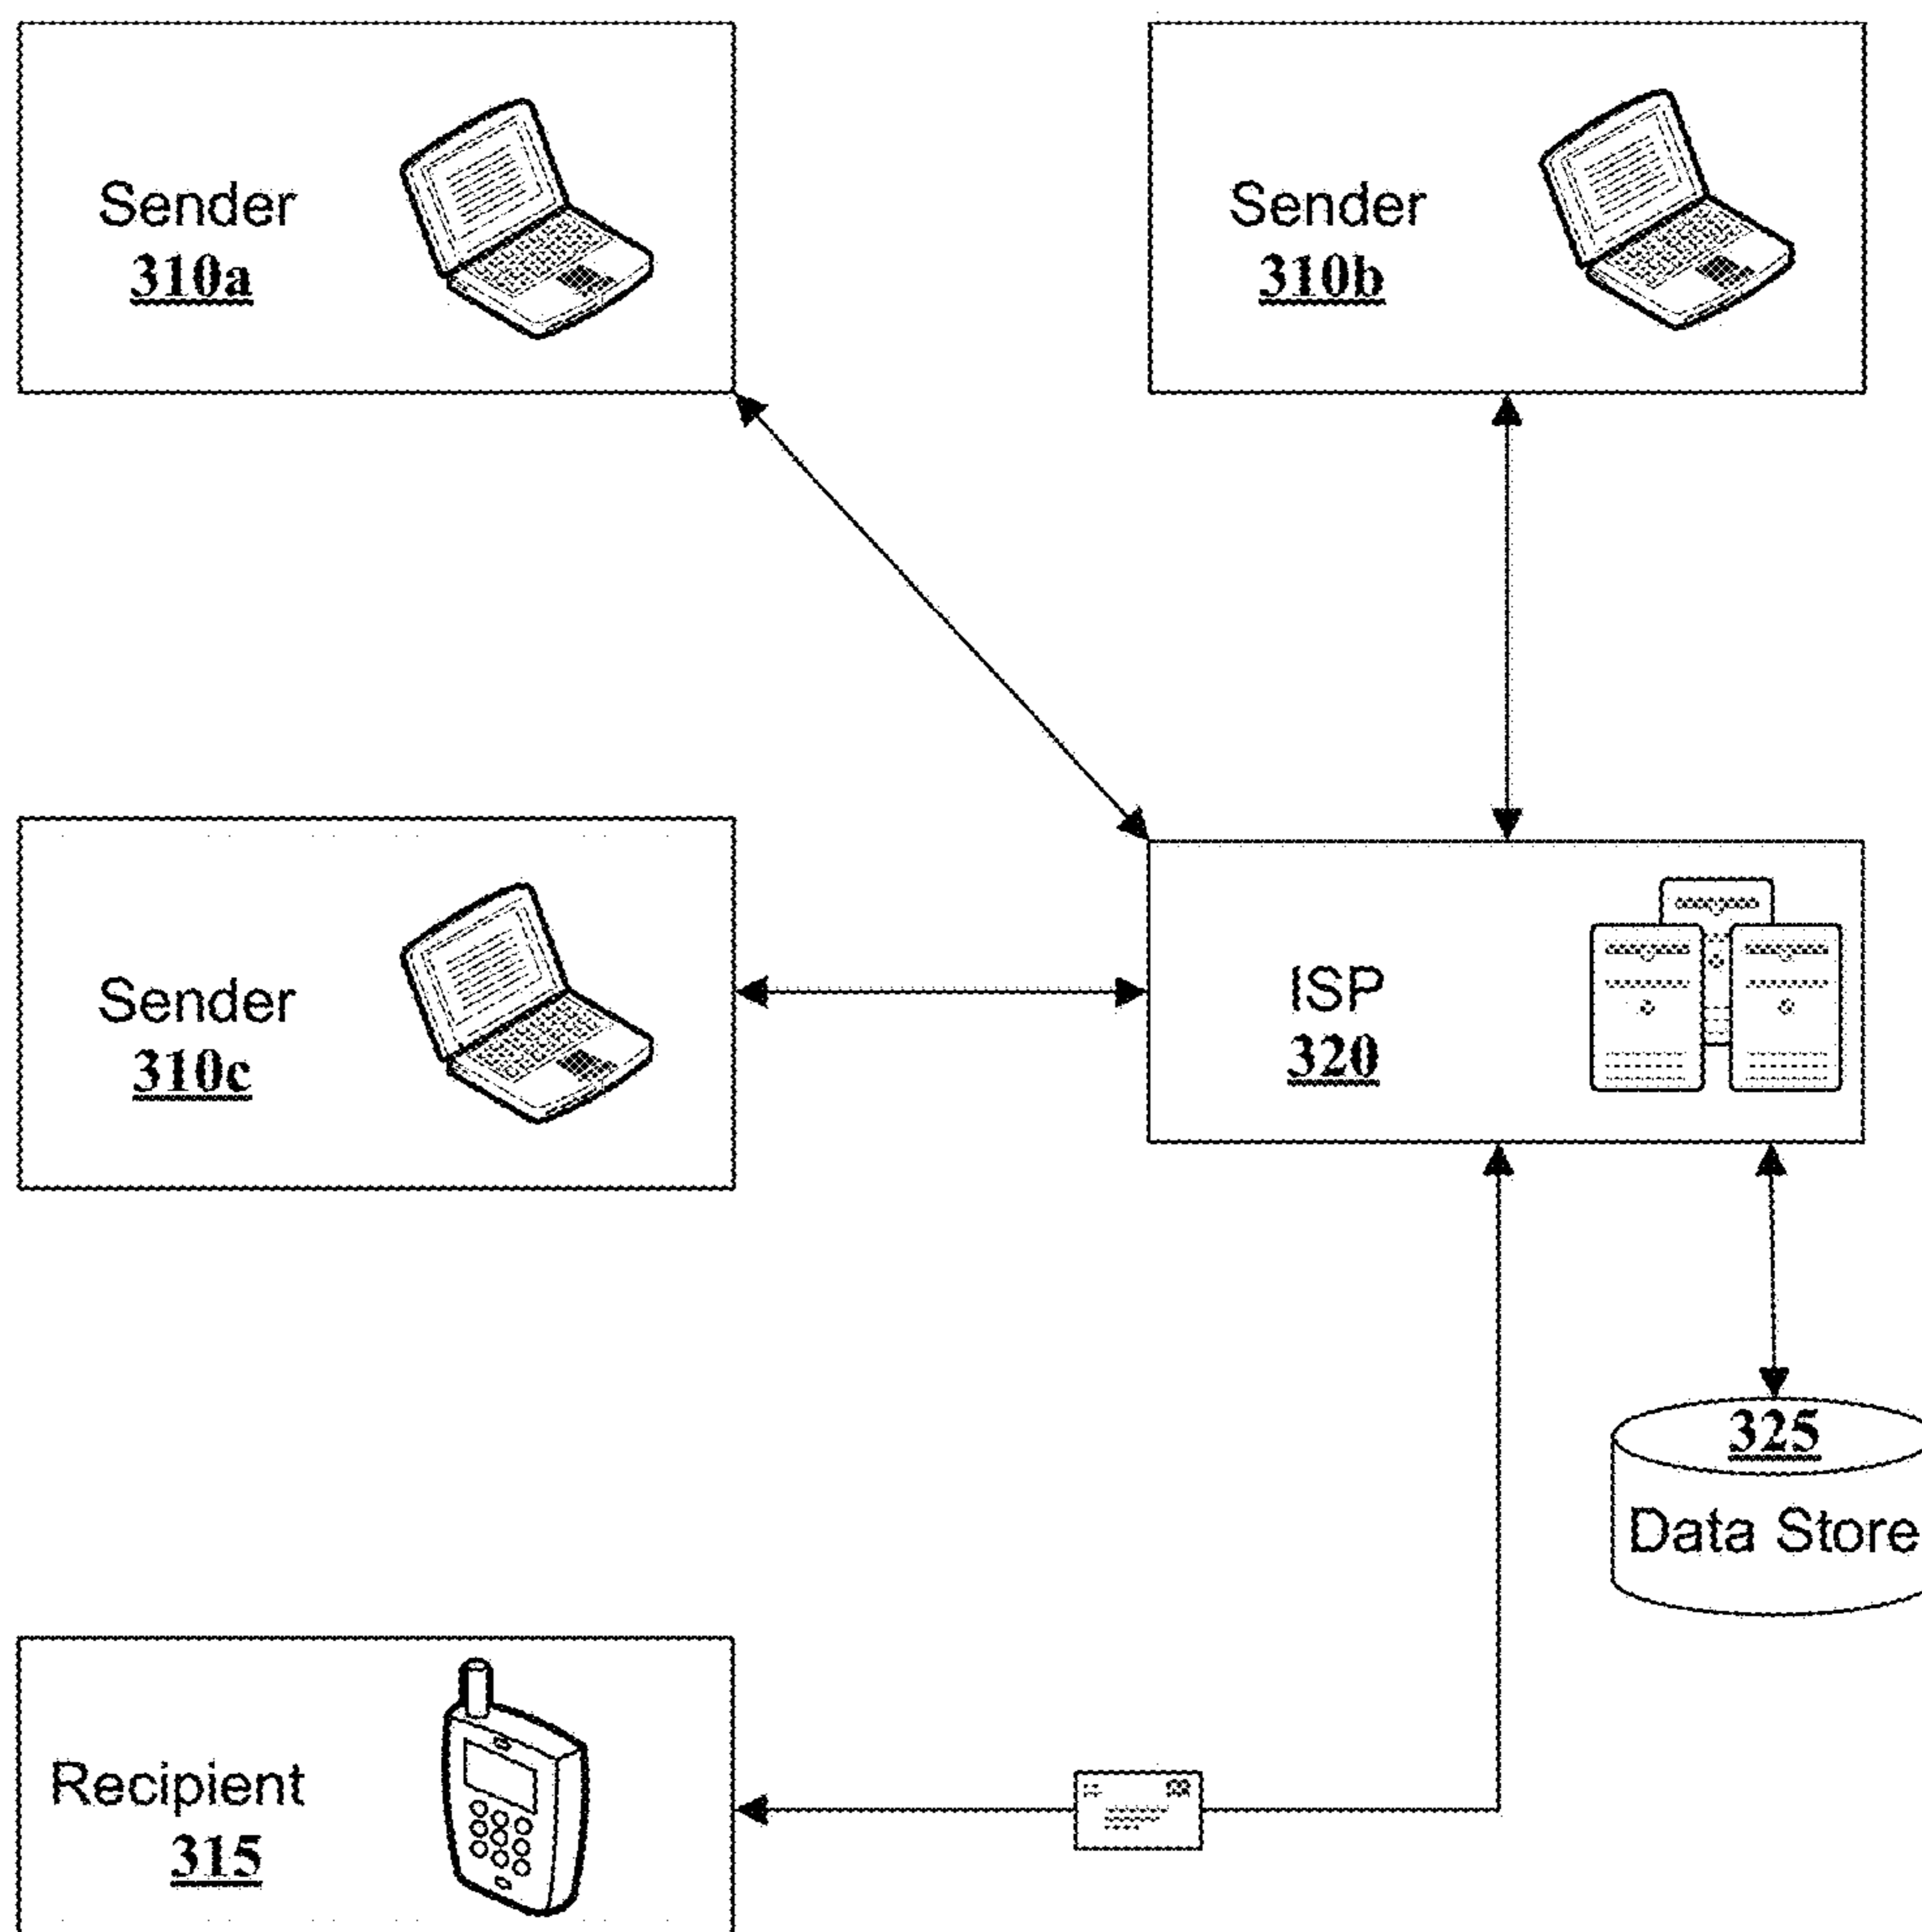 Sender
310a
Sender
310b
Sender
310c
ISP
320
325
Data Store
Recipient
315